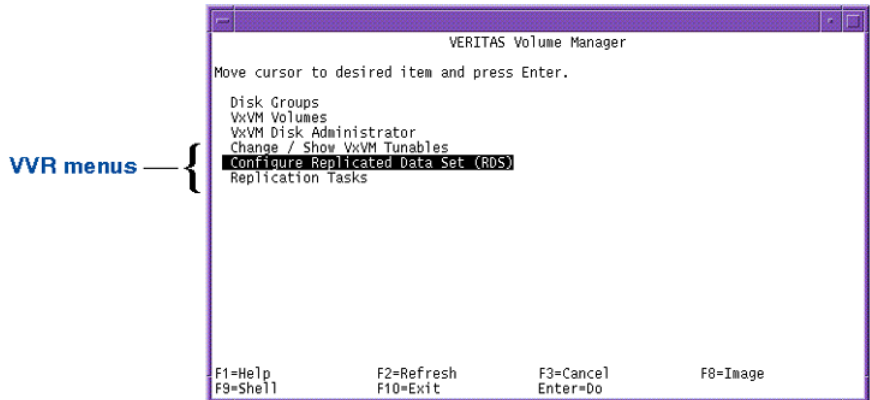 VERITAS Volume Manager
Move cursor to desired item and press Enter.
Disk Groups
VxVM Volumes
VxVM Disk Administrator
Change / Show VxVM Tunables
Configure Replicated Data Set (RDS)
Replication Tasks
VVR menus
F1=Help F2=Refresh F3=Cancel F8=Image
F9=Shell F10=Exit Enter=Do